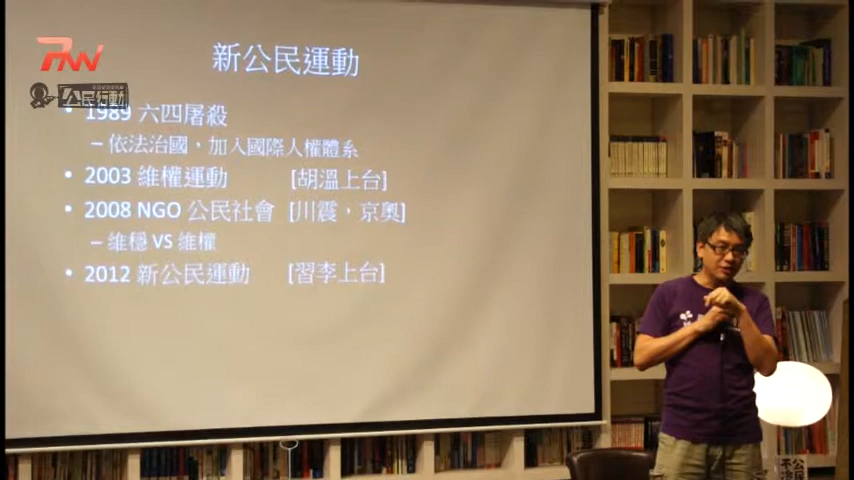 PNN
公民行動
新公民運動
• 1989 六四屠殺
– 依法治國，加入國際人權體系
• 2003 維權運動 [胡溫上台]
• 2008 NGO 公民社會 [川震，京奧]
– 維穩 VS 維權
• 2012 新公民運動 [習李上台]